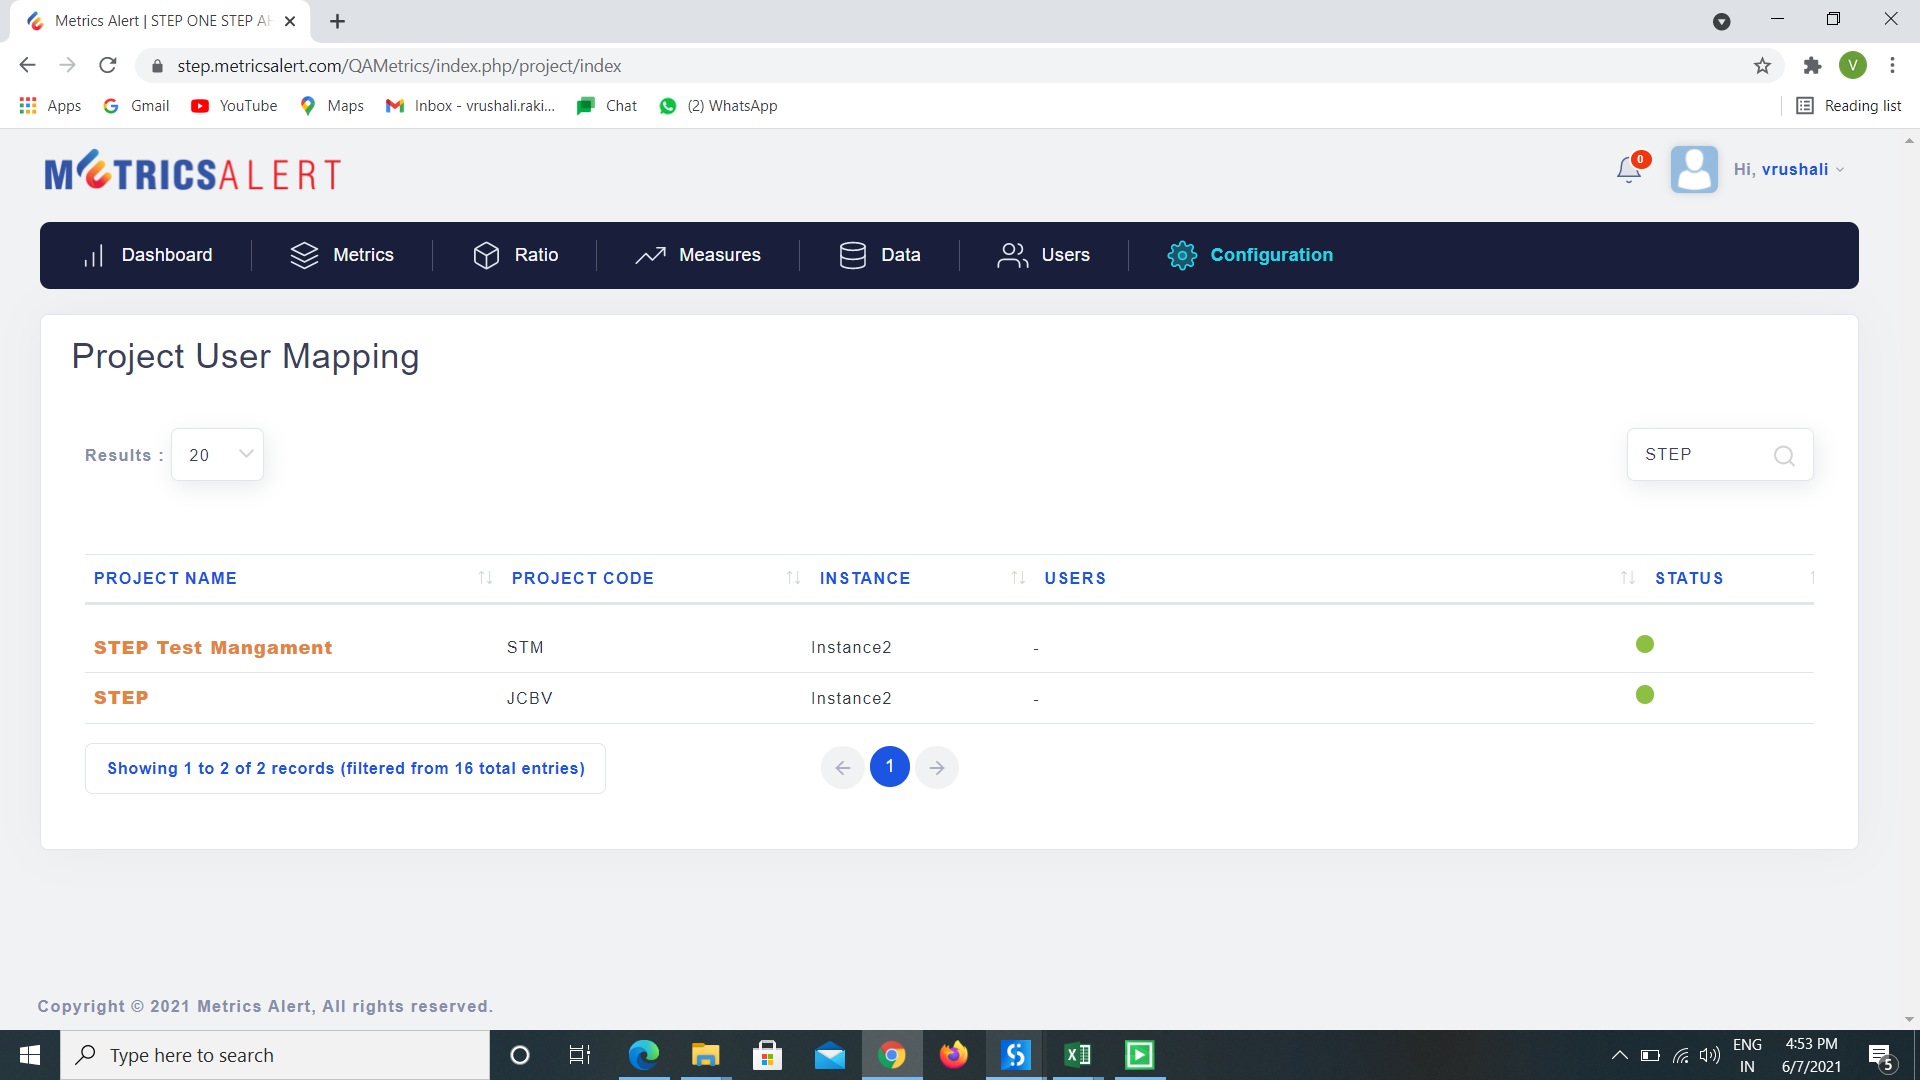 Metrics Alert | STEP ONE STEP AH
step.metricsalert.com/QAMetrics/index.php/project/index
V
Apps Gmail YouTube Maps Inbox - vrushali.raki... Chat (2) WhatsApp Reading list
METRICSALERT
0
Hi, vrushali
Dashboard Metrics Ratio Measures Data Users Configuration
Project User Mapping
Results : 20 STEP
PROJECT NAME PROJECT CODE INSTANCE USERS STATUS
STEP Test Mangament STM Instance2 -
STEP JCBV Instance2 -
Showing 1 to 2 of 2 records (filtered from 16 total entries) 1
Copyright © 2021 Metrics Alert, All rights reserved.
Type here to search
ENG 4:53 PM
IN 6/7/2021 5